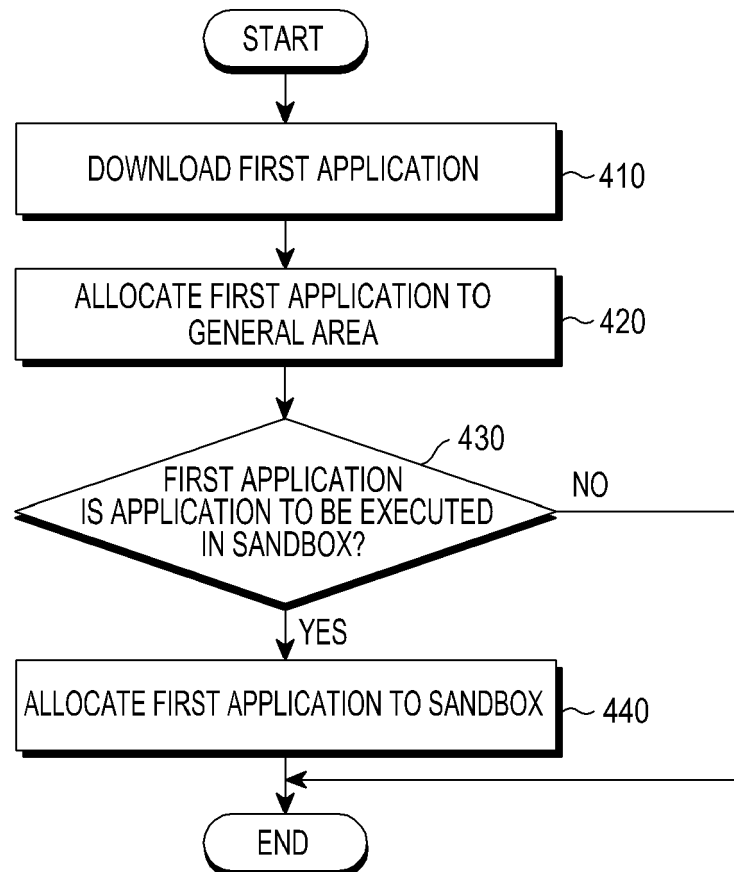 START
DOWNLOAD FIRST APPLICATION
410
ALLOCATE FIRST APPLICATION TO
GENERAL AREA
420
430
FIRST APPLICATION
IS APPLICATION TO BE EXECUTED
IN SANDBOX?
NO
YES
ALLOCATE FIRST APPLICATION TO SANDBOX
440
END